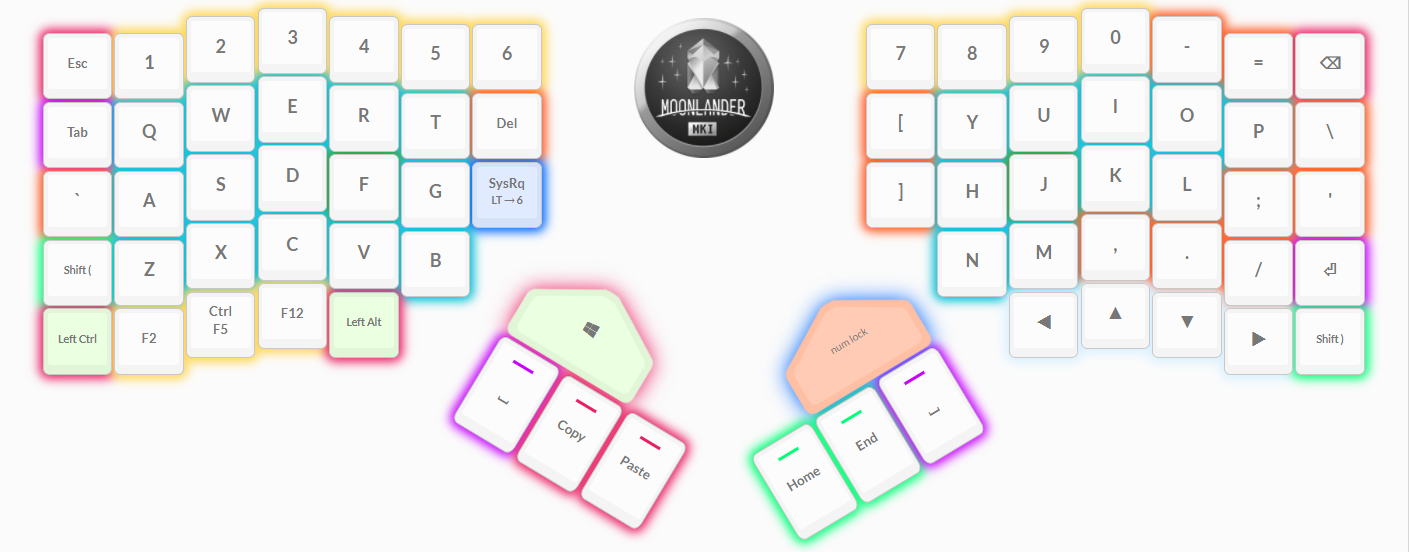 Esc 1 2 3 4 5 6
Tab Q W E R T Del
` A S D F G SysRq
LT→6
Shift ( Z X C V B
Left Ctrl F2 Ctrl
F5 F12 Left Alt
[ Copy Paste
MOONLANDER
MKI
7 8 9 0 - = ⌫
[ Y U I O P \
] H J K L ; '
N M , . / ⏎
◀ ▲ ▼ ▶ Shift )
num lock
Home End ]